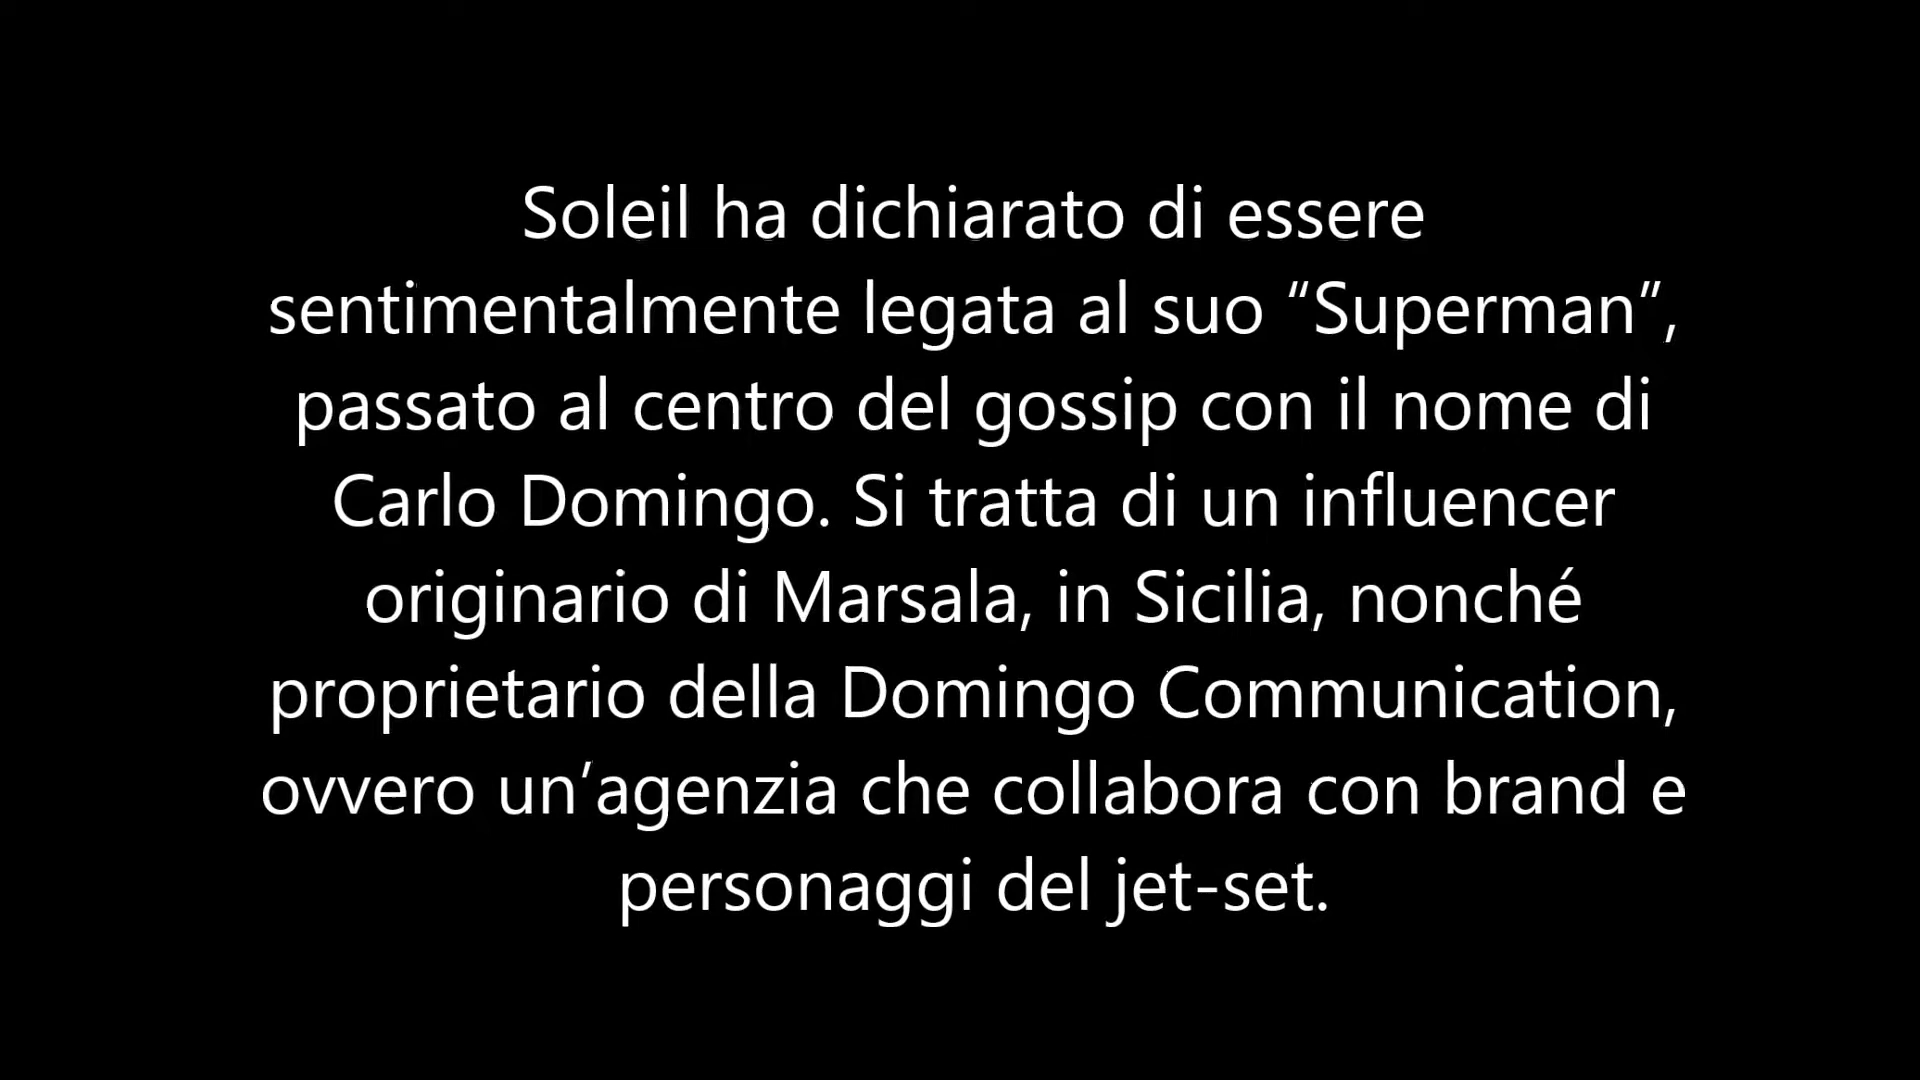 Soleil ha dichiarato di essere
sentimentalmente legata al suo “Superman”,
passato al centro del gossip con il nome di
Carlo Domingo. Si tratta di un influencer
originario di Marsala, in Sicilia, nonché
proprietario della Domingo Communication,
ovvero un’agenzia che collabora con brand e
personaggi del jet-set.